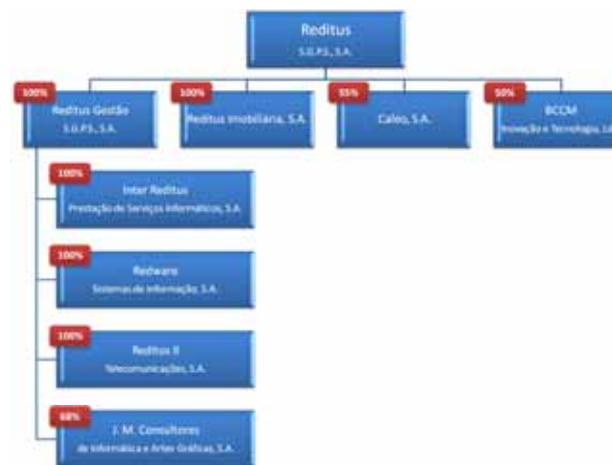 Reditus
S.G.P.S., S.A.
100%
Reditus Gestão
S.G.P.S., S.A.
100%
Reditus Imobiliária, S.A.
55%
Caleo, S.A.
50%
BCCM
Inovação e Tecnologia, Ld
100%
Inter Reditus
Prestação de Serviços Informáticos, S.A.
100%
Redware
Sistemas de Informação, S.A.
100%
Reditus II
Telecomunicações, S.A.
68%
J. M. Consultores
de Informática e Artes Gráficas, S.A.